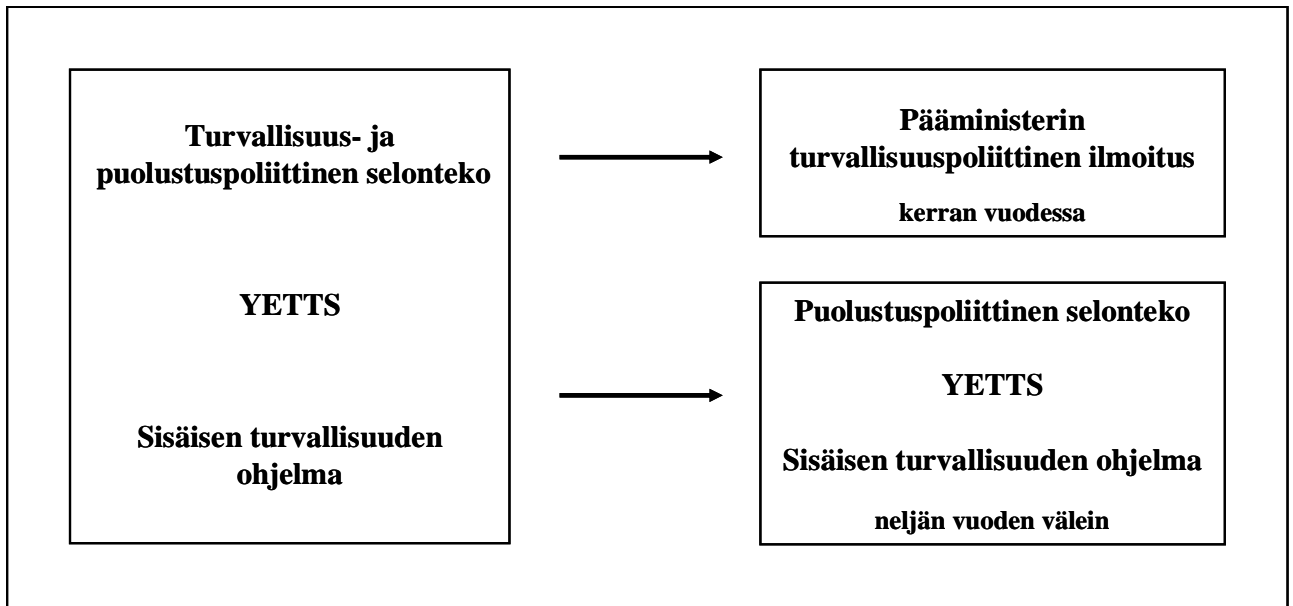 Turvallisuus- ja
puolustuspoliittinen selonteko
YETTS
Sisäisen turvallisuuden
ohjelma
Pääministerin
turvallisuuspoliittinen ilmoitus
kerran vuodessa
Puolustuspoliittinen selonteko
YETTS
Sisäisen turvallisuuden ohjelma
neljän vuoden välein